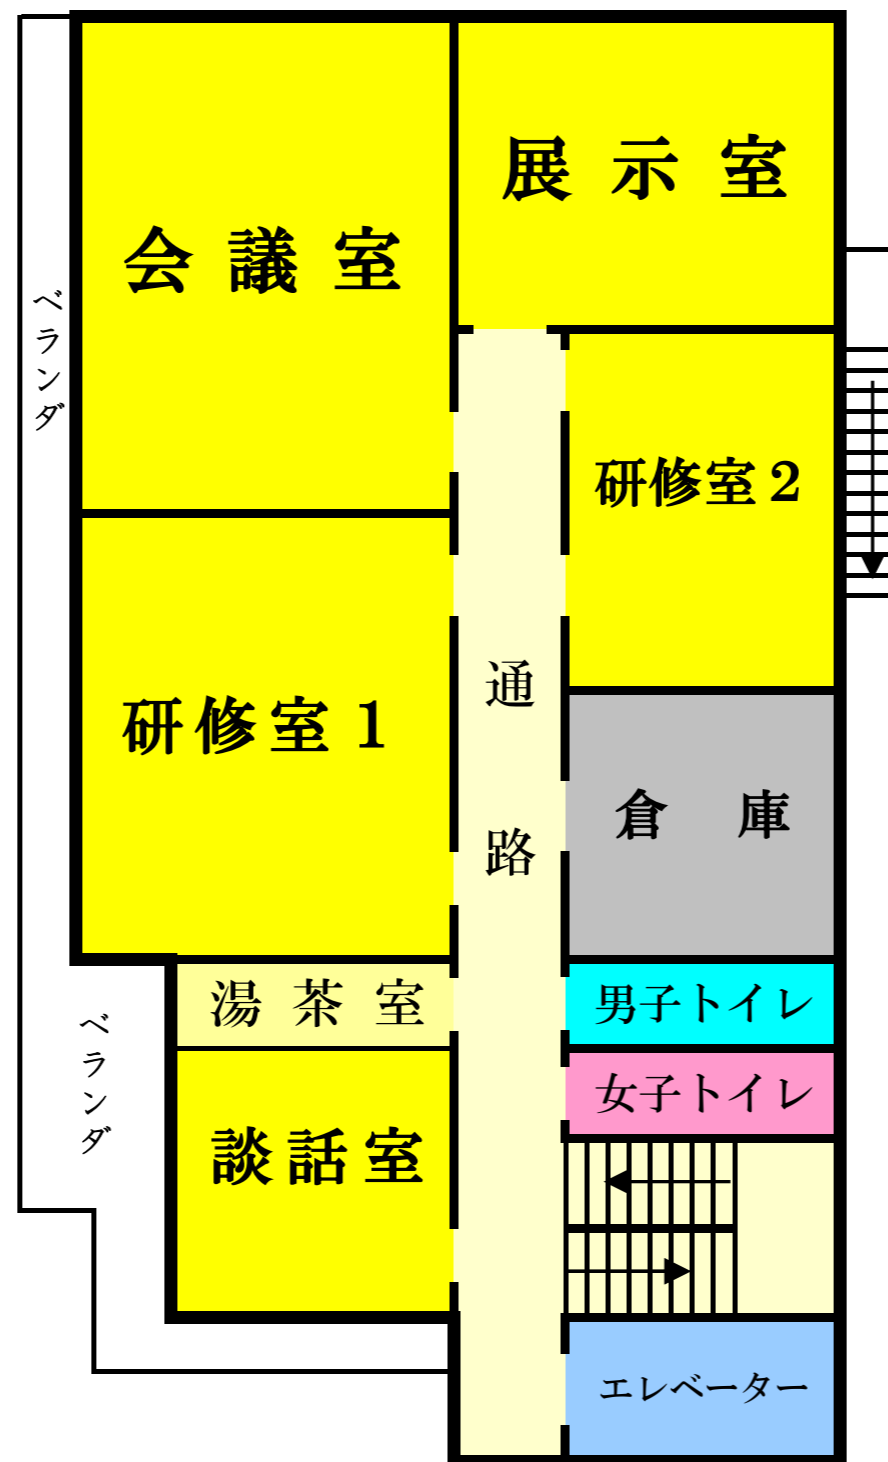 展示室
会議室
ベランダ
研修室2
通路
研修室1
倉庫
湯茶室
男子トイレ
ベランダ
女子トイレ
談話室
エレベーター